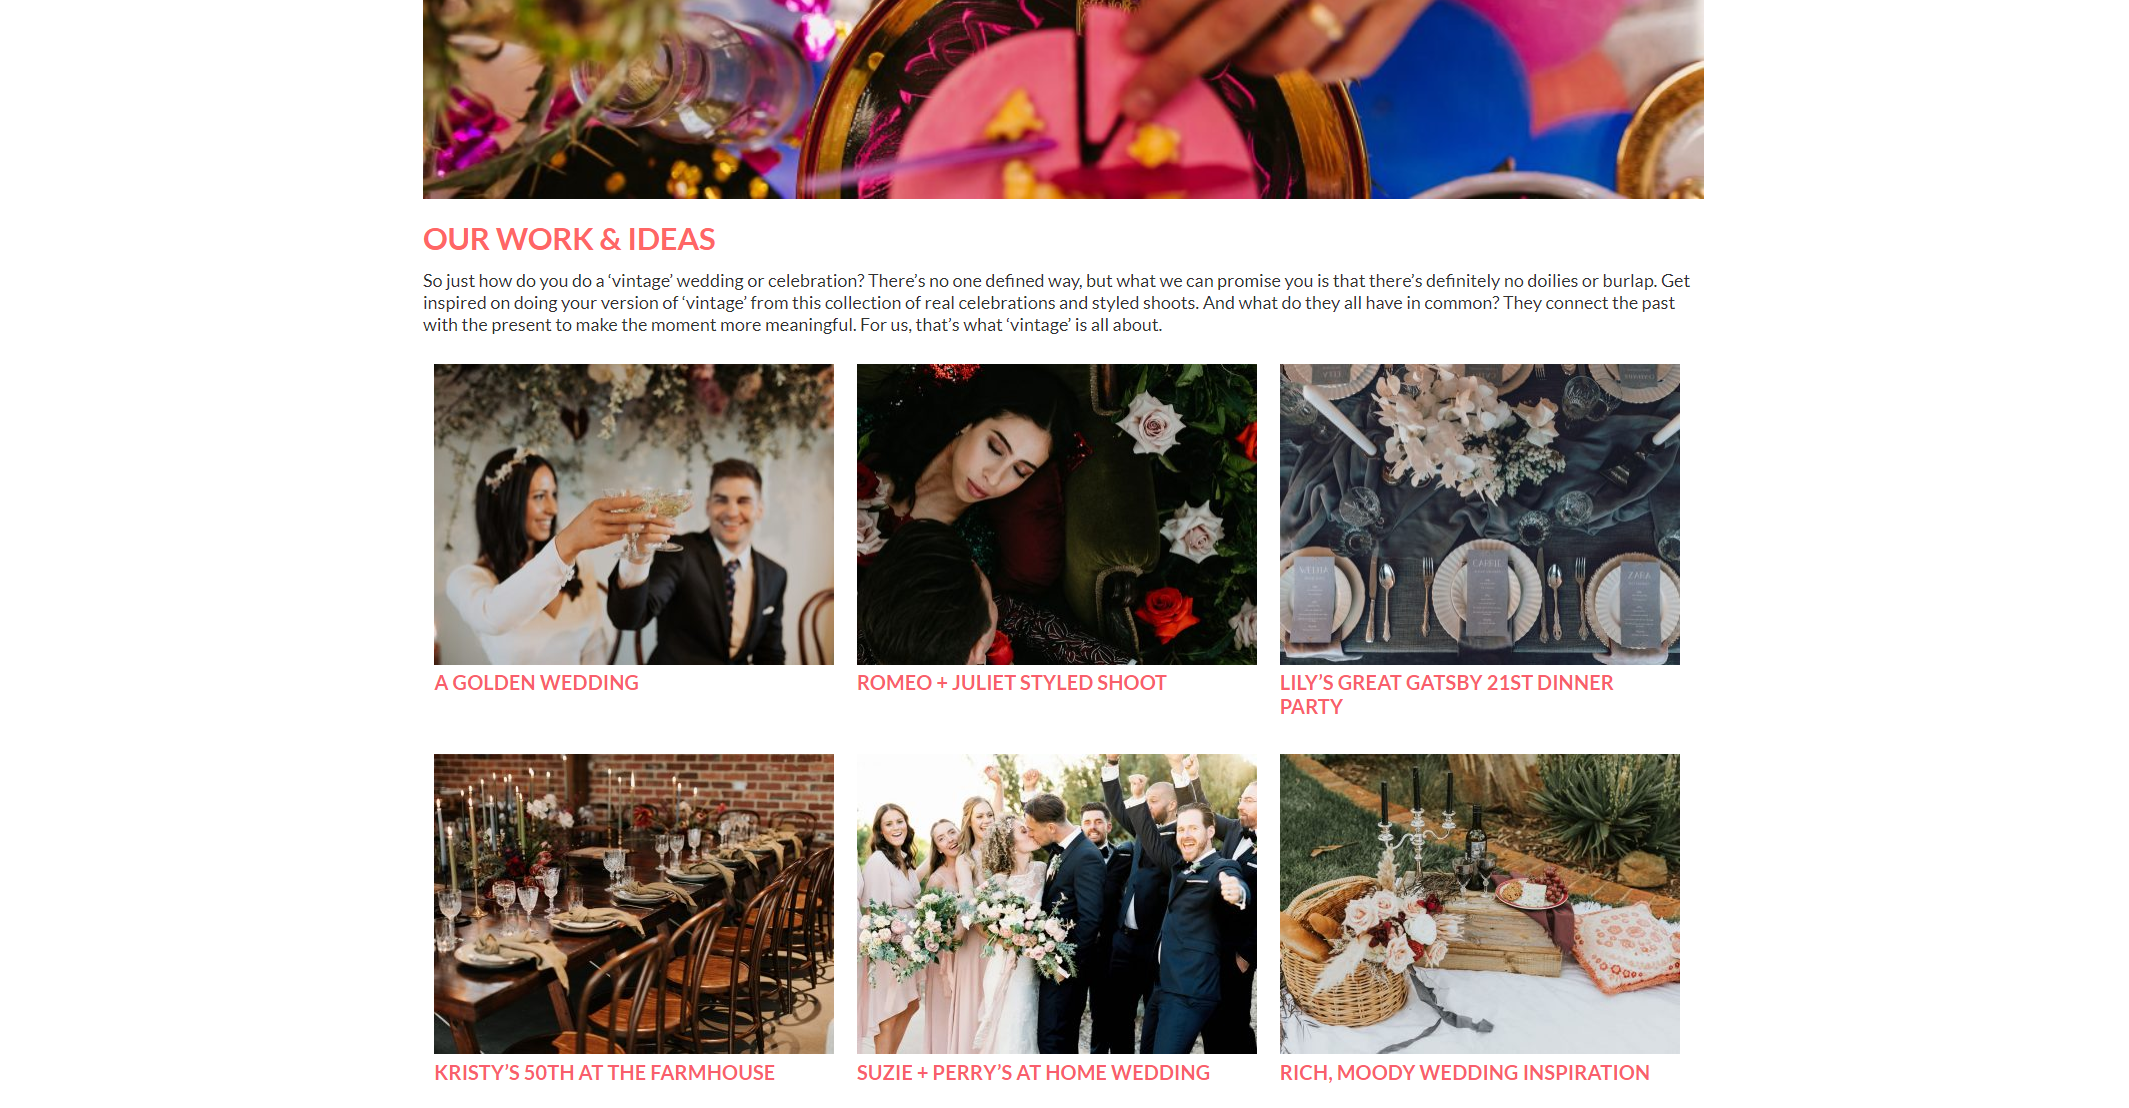 OUR WORK & IDEAS
So just how do you do a ‘vintage’ wedding or celebration? There’s no one defined way, but what we can promise you is that there’s definitely no doilies or burlap. Get
inspired on doing your version of ‘vintage’ from this collection of real celebrations and styled shoots. And what do they all have in common? They connect the past
with the present to make the moment more meaningful. For us, that’s what ‘vintage’ is all about.
CARRIE
ZARA
A GOLDEN WEDDING
ROMEO + JULIET STYLED SHOOT
LILY’S GREAT GATSBY 21ST DINNER
PARTY
KRISTY’S 50TH AT THE FARMHOUSE
SUZIE + PERRY’S AT HOME WEDDING
RICH, MOODY WEDDING INSPIRATION